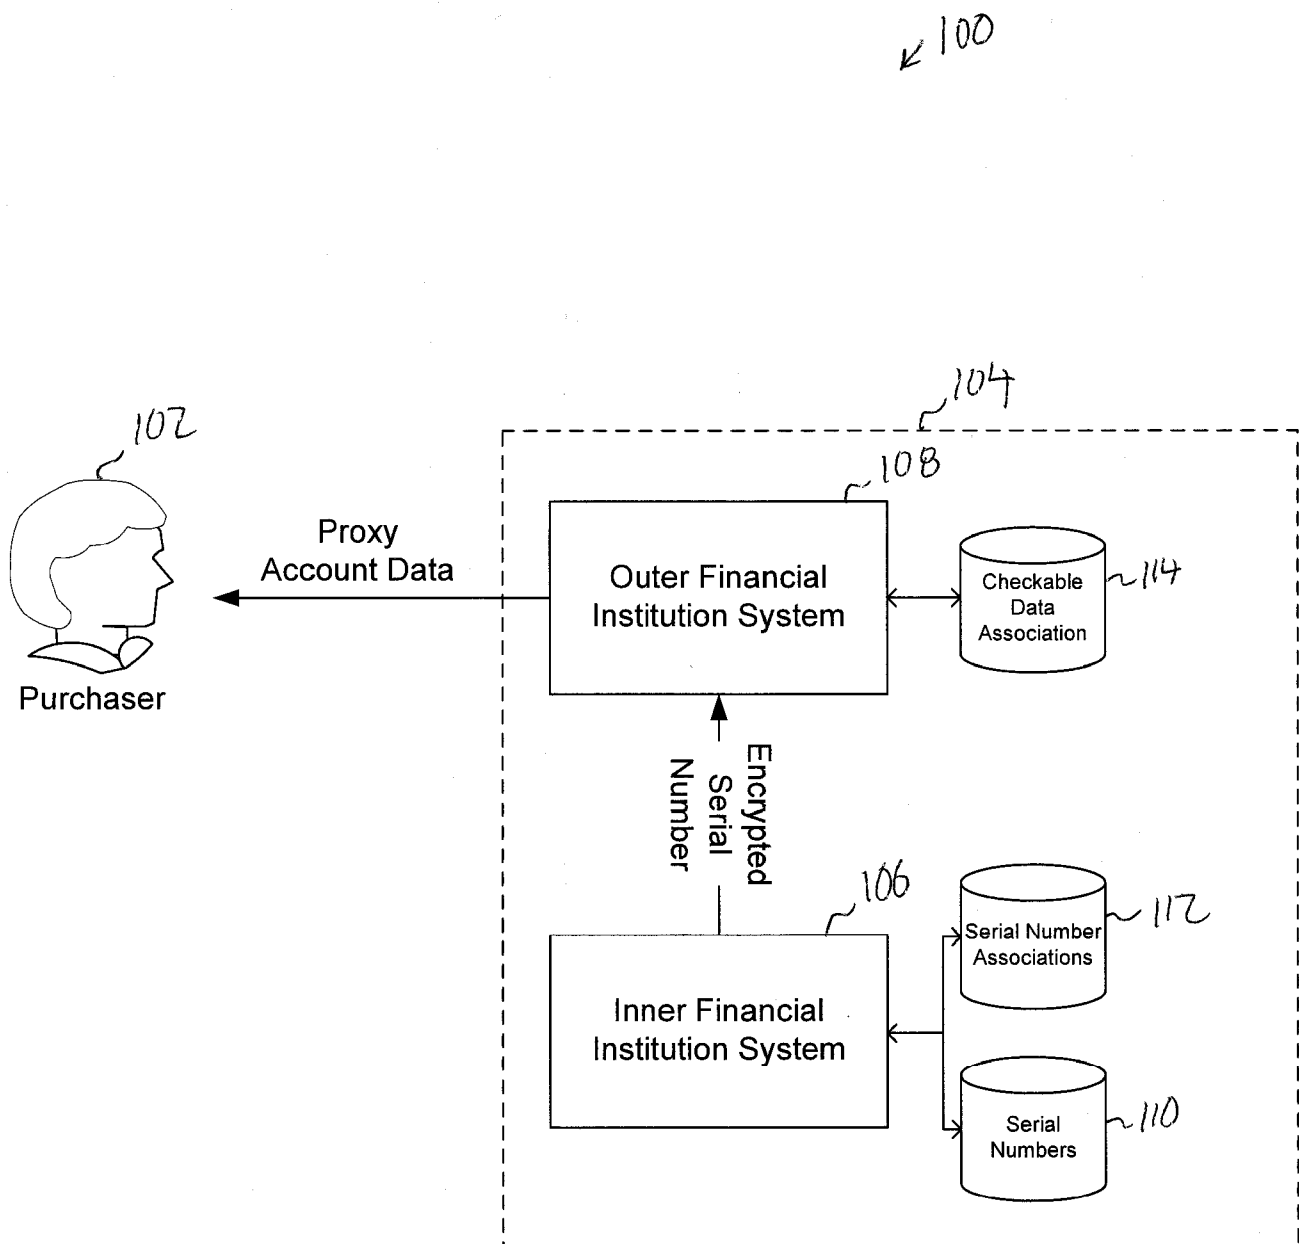 100
104
102
108
Proxy
Account Data
Outer Financial
Institution System
Checkable
Data
Association
114
Purchaser
Encrypted
Serial
Number
106
Serial Number
Associations
112
Inner Financial
Institution System
Serial
Numbers
110